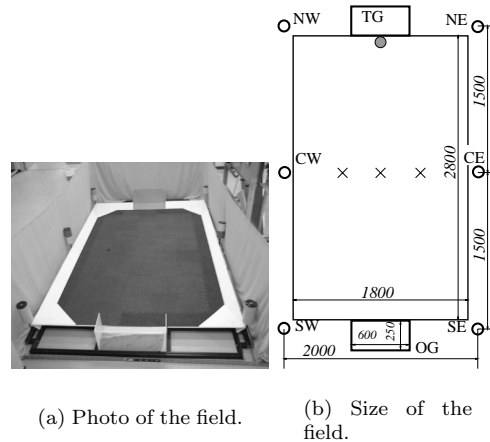 NW
TG
NE
1500
CW
2800
CE
1500
1800
SW
600
250
SE
OG
2000
(a) Photo of the field.
(b) Size of the
field.